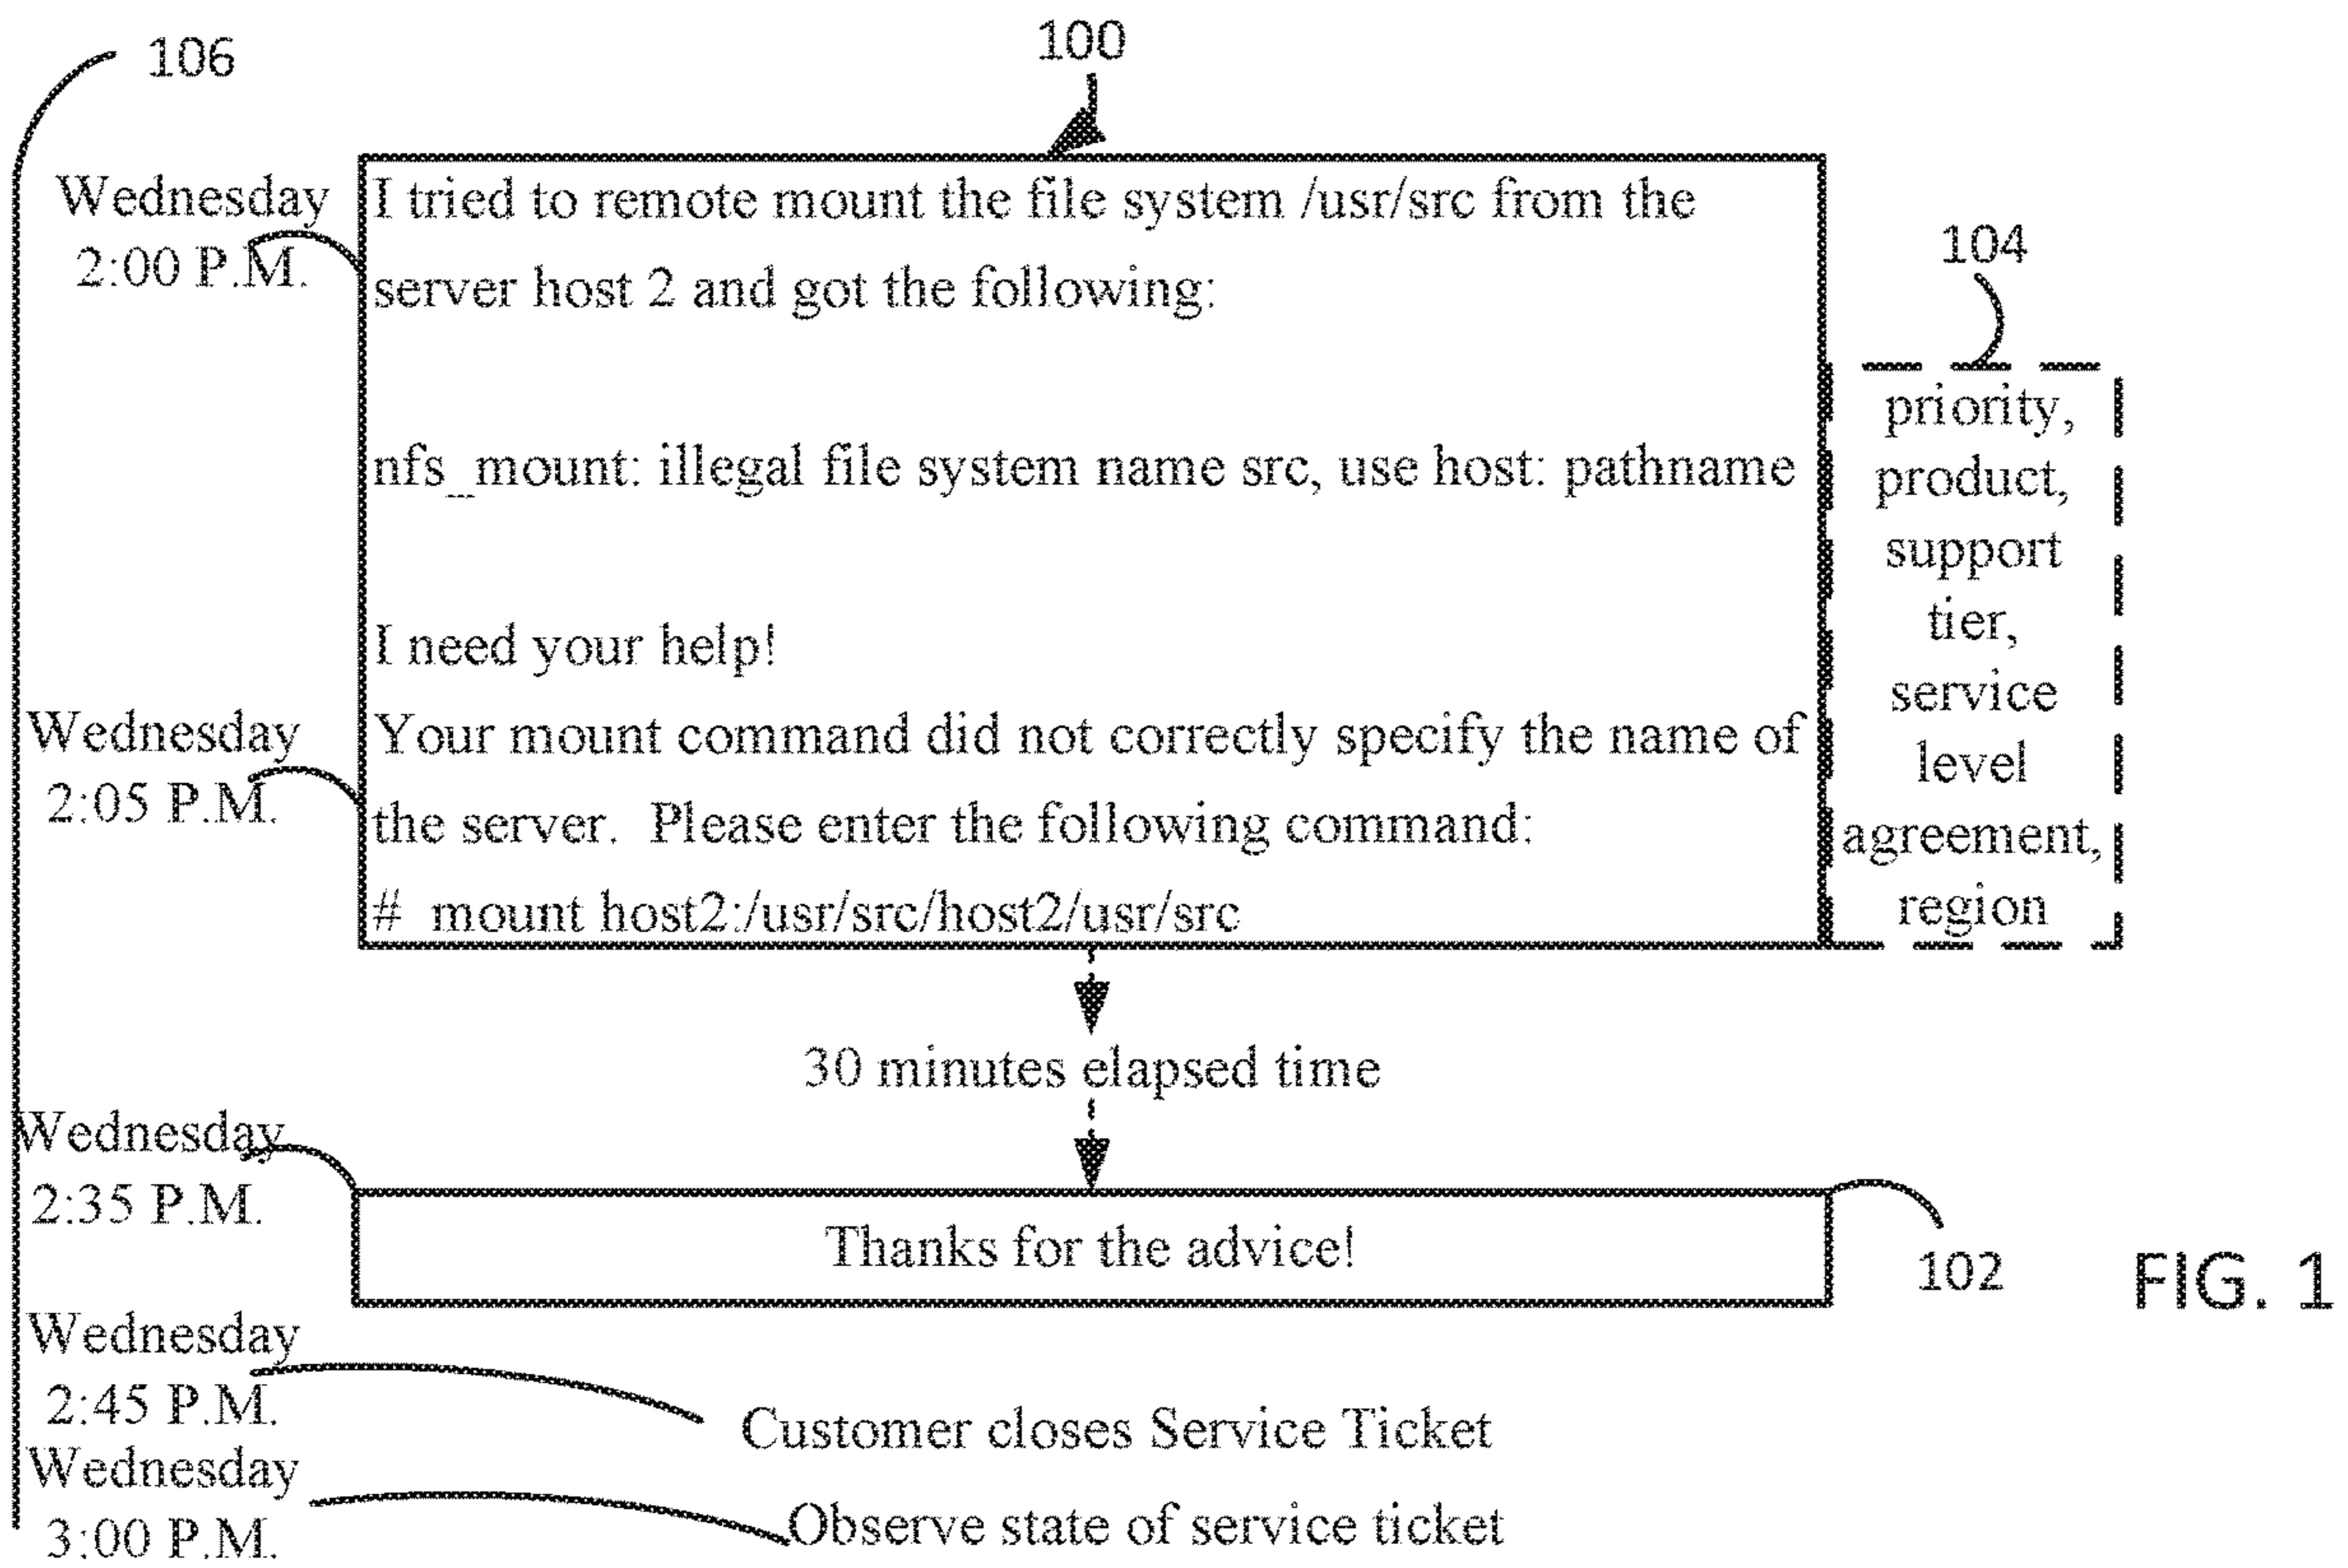 106
100
Wednesday
2:00 P.M.
I tried to remote mount the file system /usr/src from the
server host 2 and got the following:
nfs_mount: illegal file system name src, use host: pathname
I need your help!
104
priority,
product,
support
tier,
service
level
agreement,
region
Wednesday
2:05 P.M.
Your mount command did not correctly specify the name of
the server.  Please enter the following command:
#  mount host2:/usr/src/host2/usr/src
30 minutes elapsed time
Wednesday
2:35 P.M.
Thanks for the advice!
102
FIG. 1
Wednesday
2:45 P.M.
Customer closes Service Ticket
Wednesday
3:00 P.M.
Observe state of service ticket